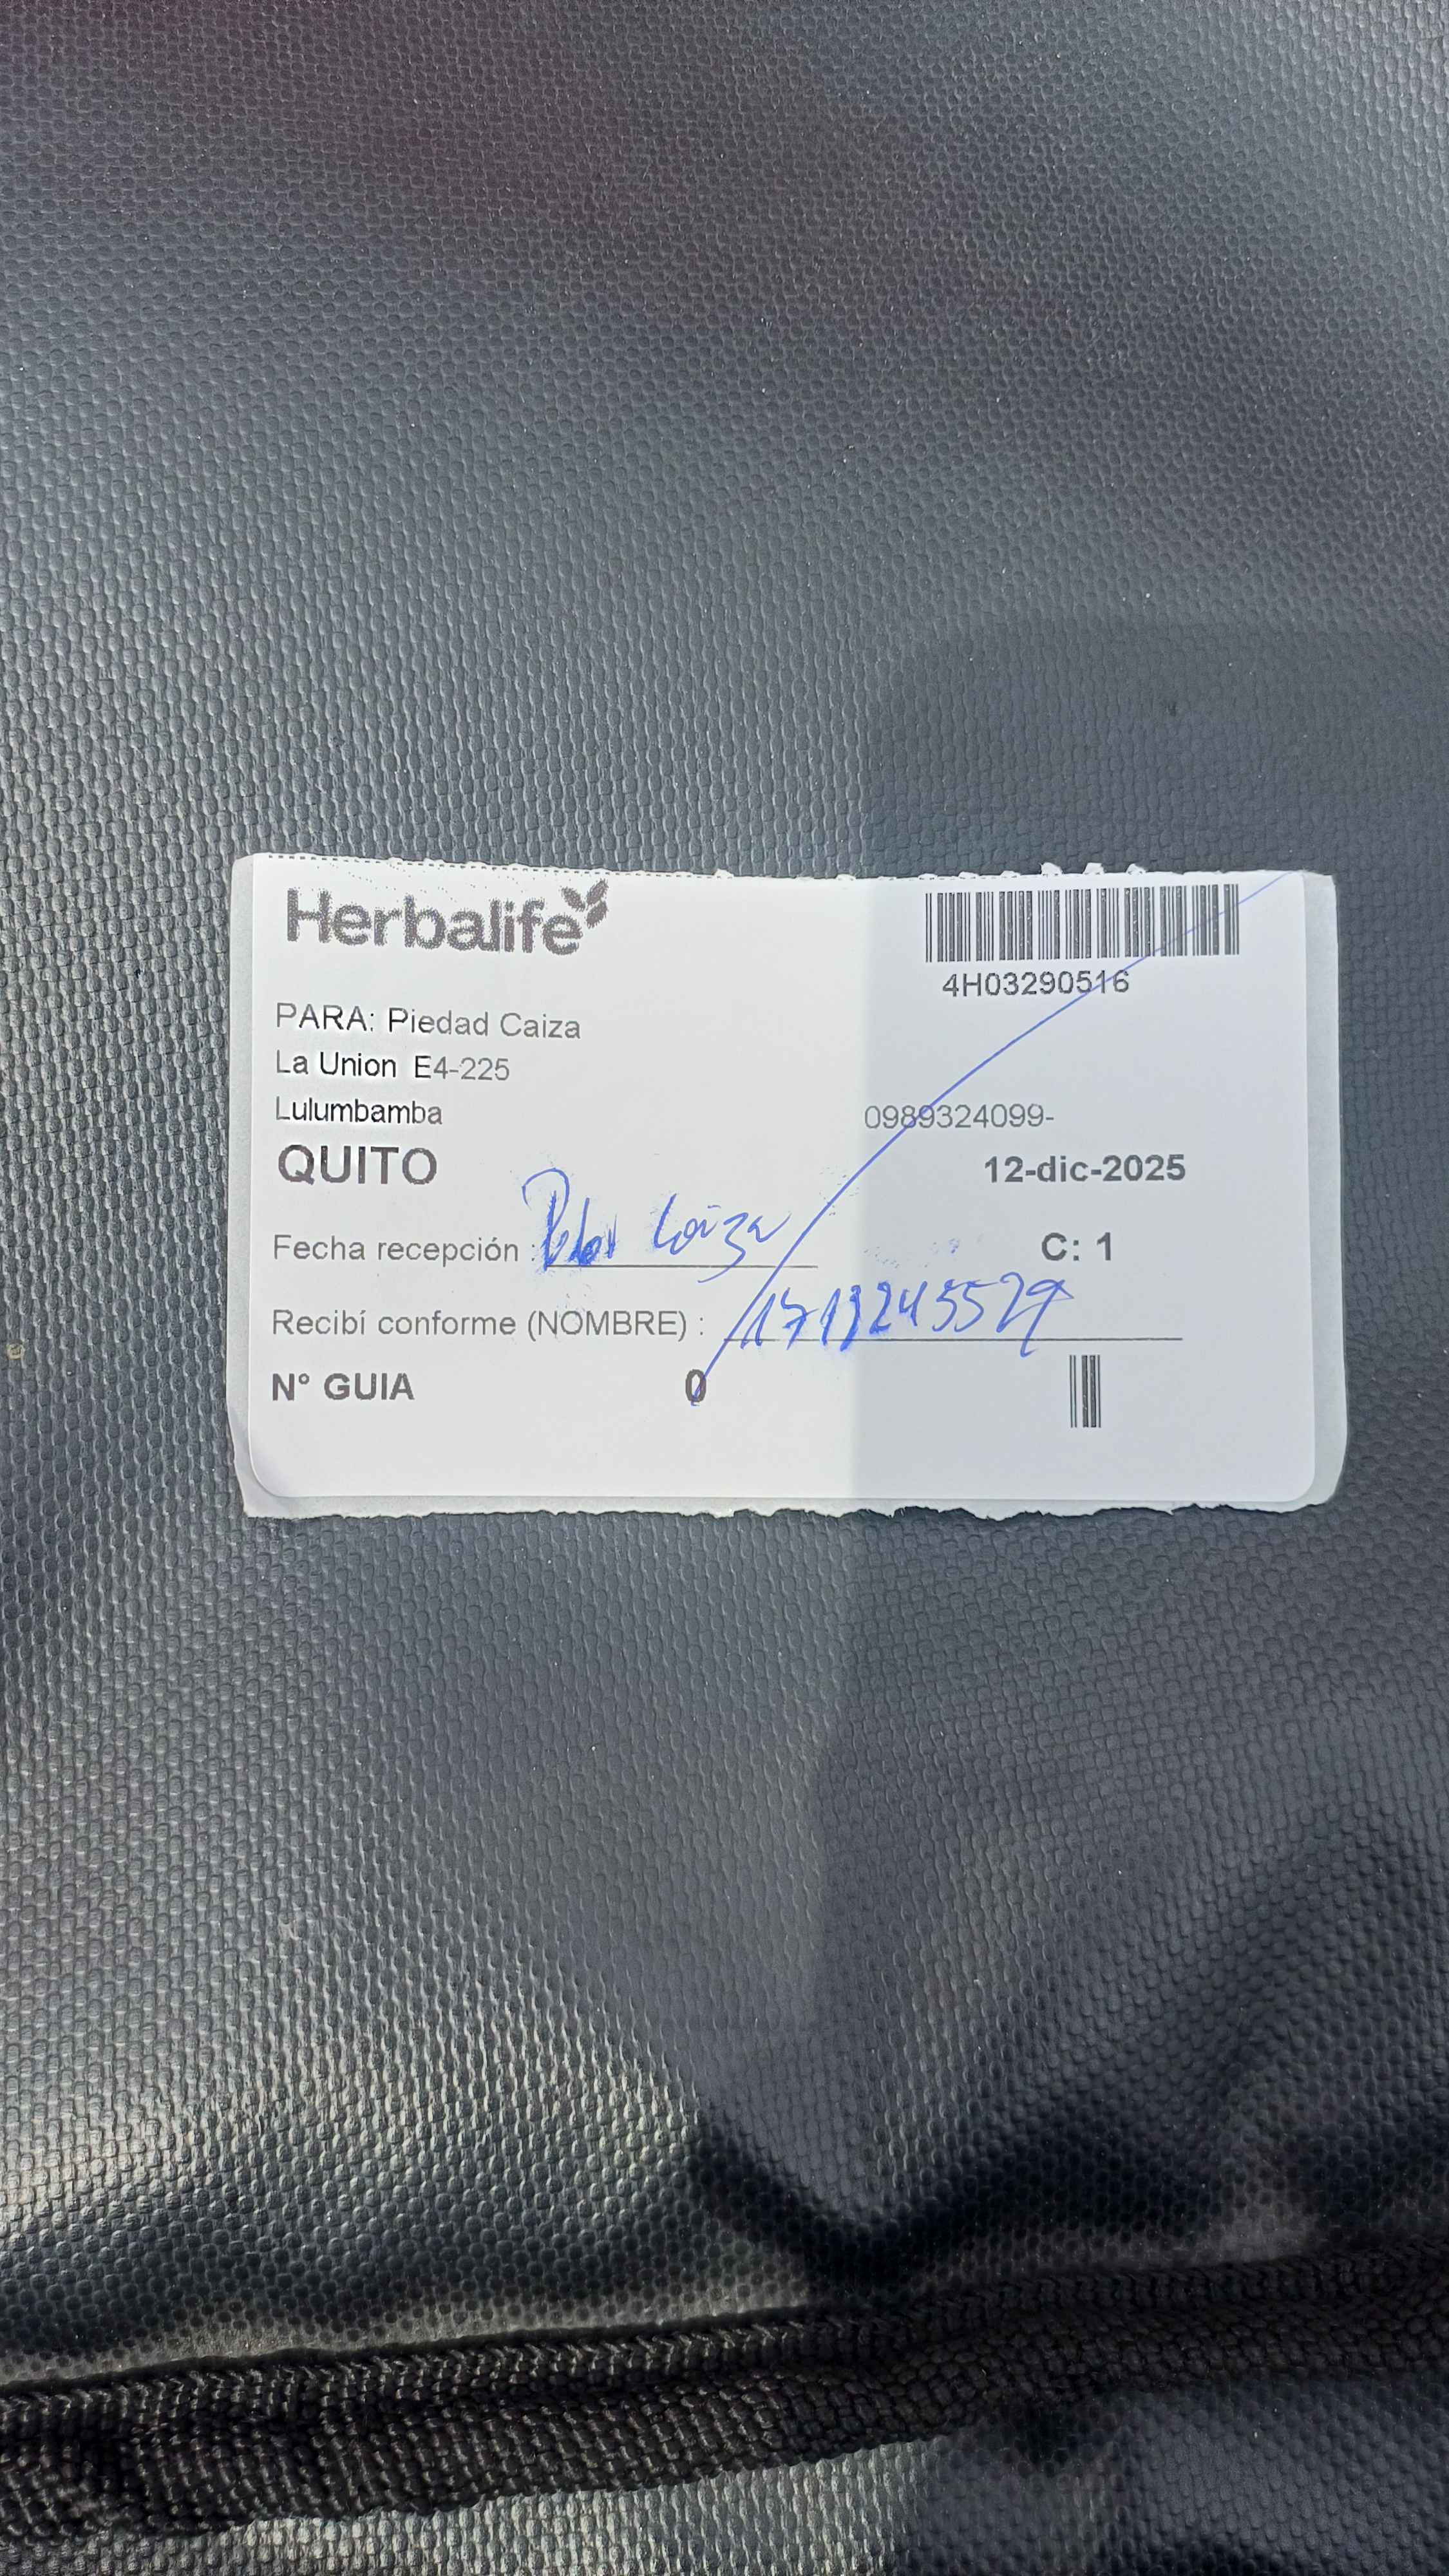 Herbalife
4H03290516
PARA: Piedad Caiza
La Union E4-225
Lulumbamba 0989324099-
QUITO 12-dic-2025
Fecha recepción : Caiza C: 1
Recibí conforme (NOMBRE) :
N° GUIA 0